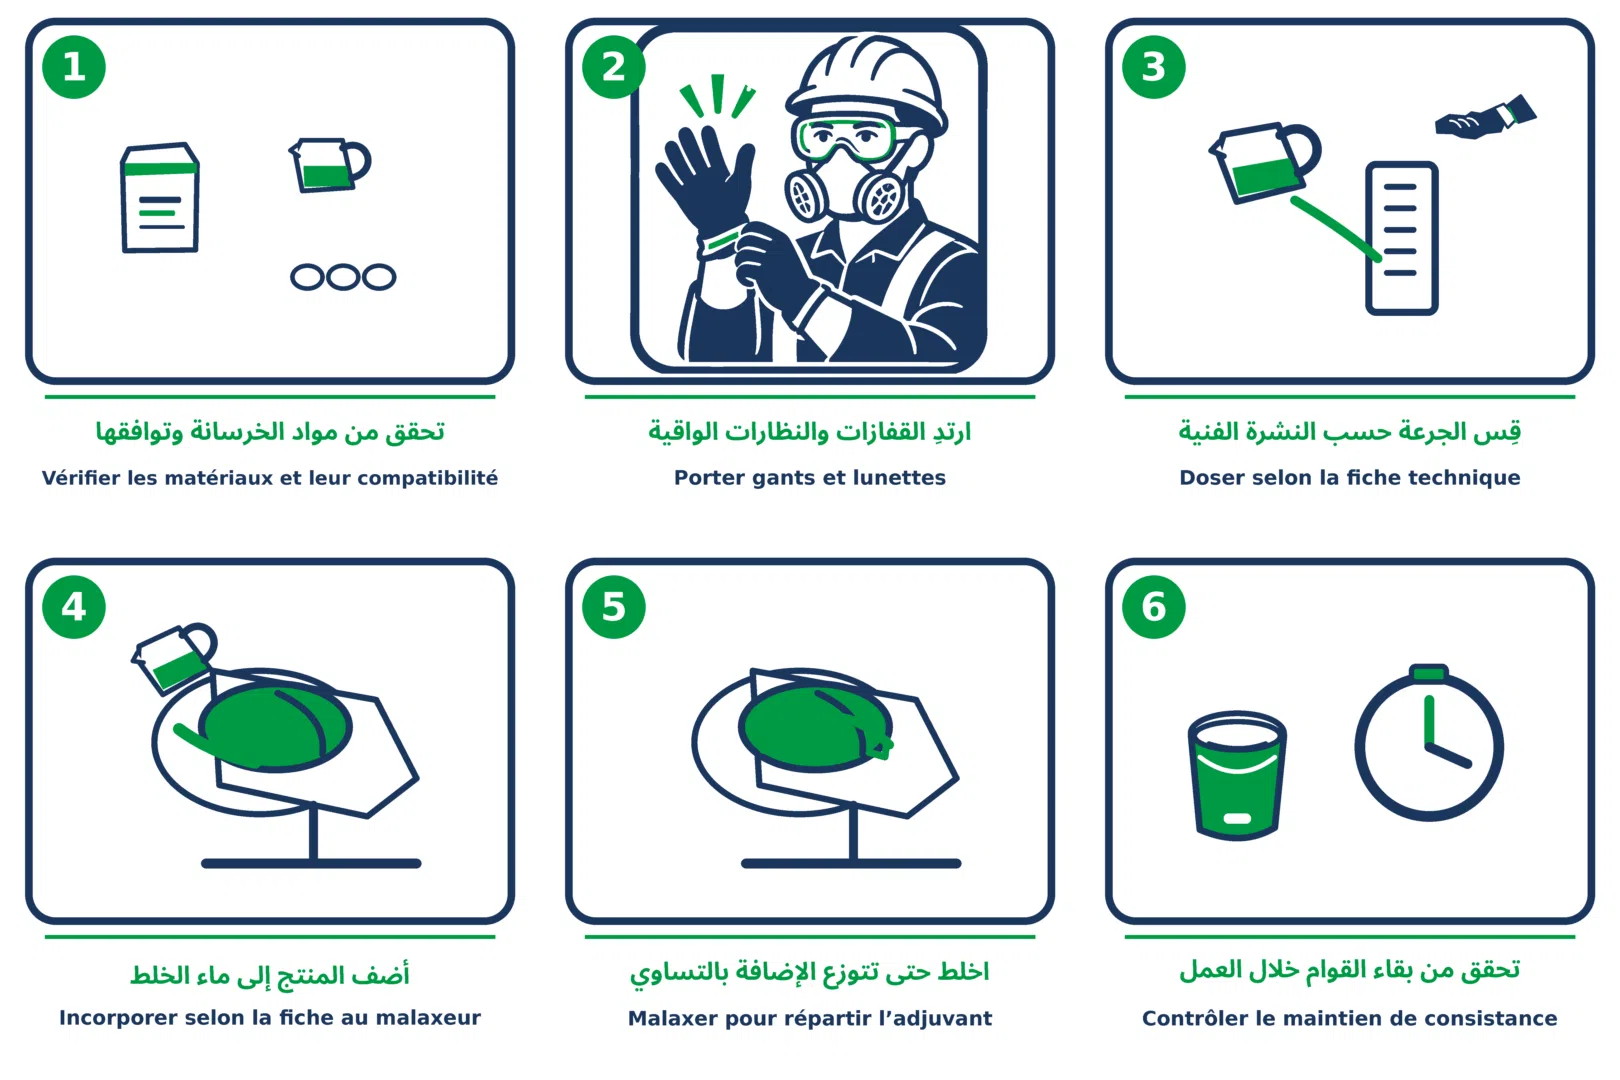 1
تحقق من مواد الخرسانة وتوافقها
Vérifier les matériaux et leur compatibilité
2
ارتدِ القفازات والنظارات الواقية
Porter gants et lunettes
3
قِس الجرعة حسب النشرة الفنية
Doser selon la fiche technique
4
أضف المنتج إلى ماء الخلط
Incorporer selon la fiche au malaxeur
5
اخلط حتى تتوزع الإضافة بالتساوي
Malaxer pour répartir l’adjuvant
6
تحقق من بقاء القوام خلال العمل
Contrôler le maintien de consistance